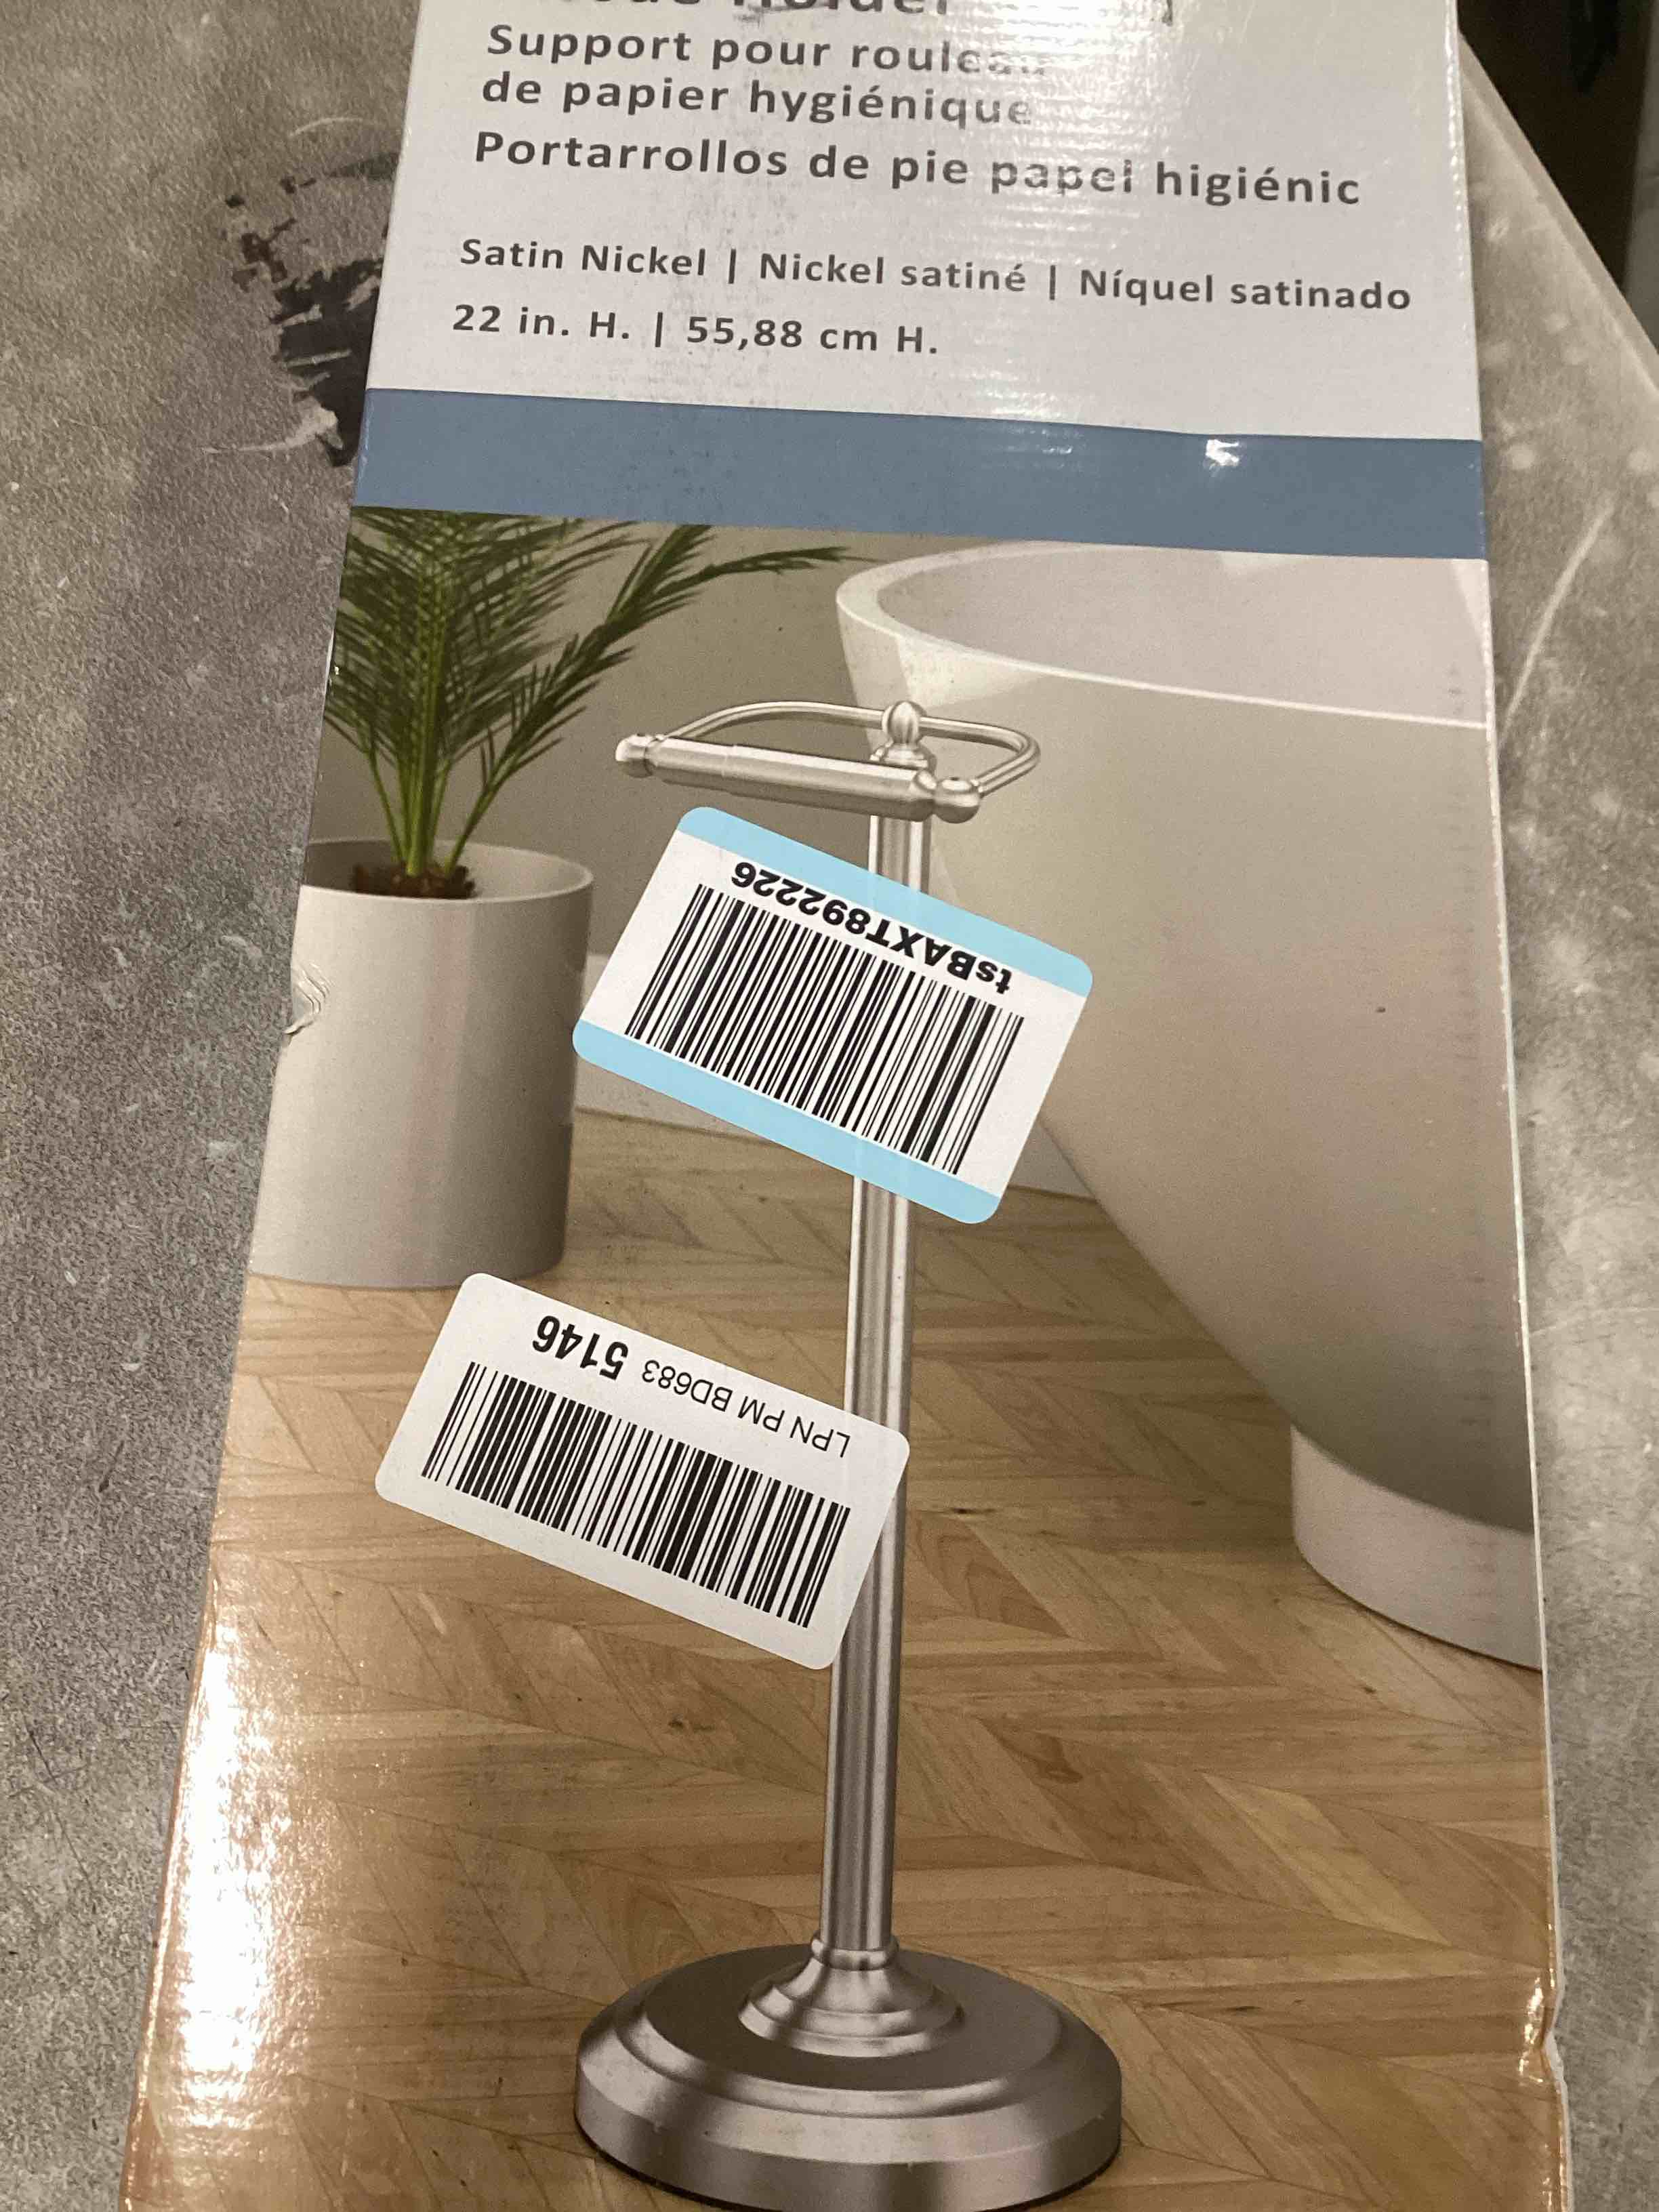 Support pour rouleau
de papier hygiénique
Portarrollos de pie papel higiénic
Satin Nickel | Nickel satiné | Níquel satinado
22 in. H. | 55,88 cm H.
tsBAXT892226
LPN PM BD683 5146